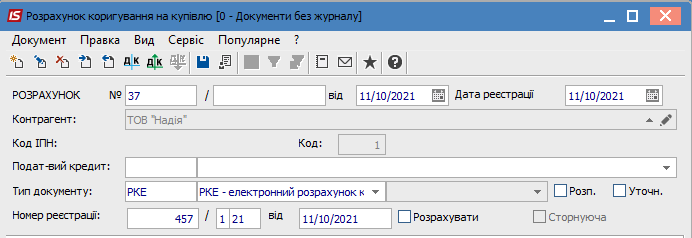 IS Розрахунок коригування на купівлю [0 - Документи без журналу]
Документ Правка Вид Сервіс Популярне ?
РОЗРАХУНОК № 37 / від 11/10/2021 Дата реєстрації 11/10/2021
Контрагент: ТОВ "Надія"
Код ІПН: Код: 1
Подат-вий кредит:
Тип документу: РКЕ РКЕ - електронний розрахунок к Розп. Уточн.
Номер реєстрації: 457 / 1 21 від 11/10/2021 Розрахувати Сторнуюча